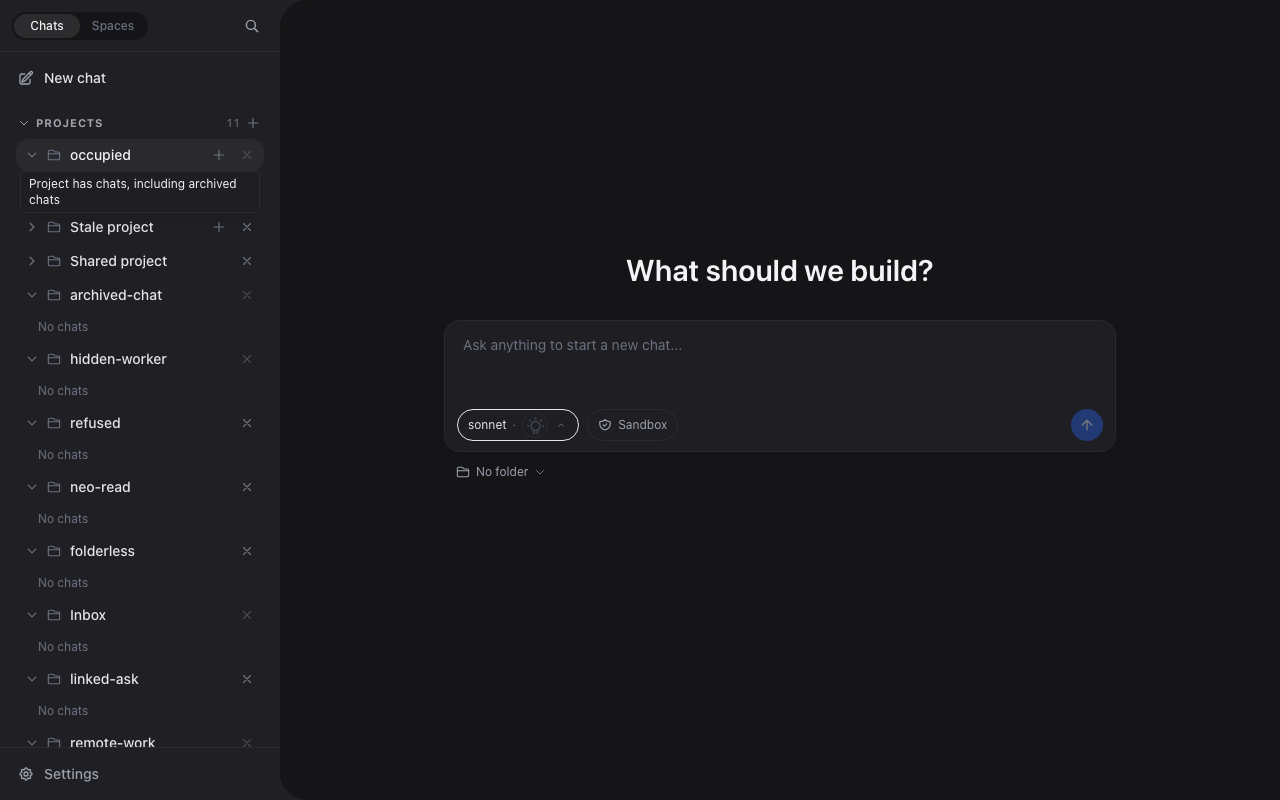 Chats Spaces
New chat
PROJECTS 11
occupied
Project has chats, including archived
chats
Stale project
Shared project
archived-chat
No chats
hidden-worker
No chats
refused
No chats
neo-read
No chats
folderless
No chats
Inbox
No chats
linked-ask
No chats
remote-work
Settings
What should we build?
Ask anything to start a new chat...
sonnet · Sandbox
No folder